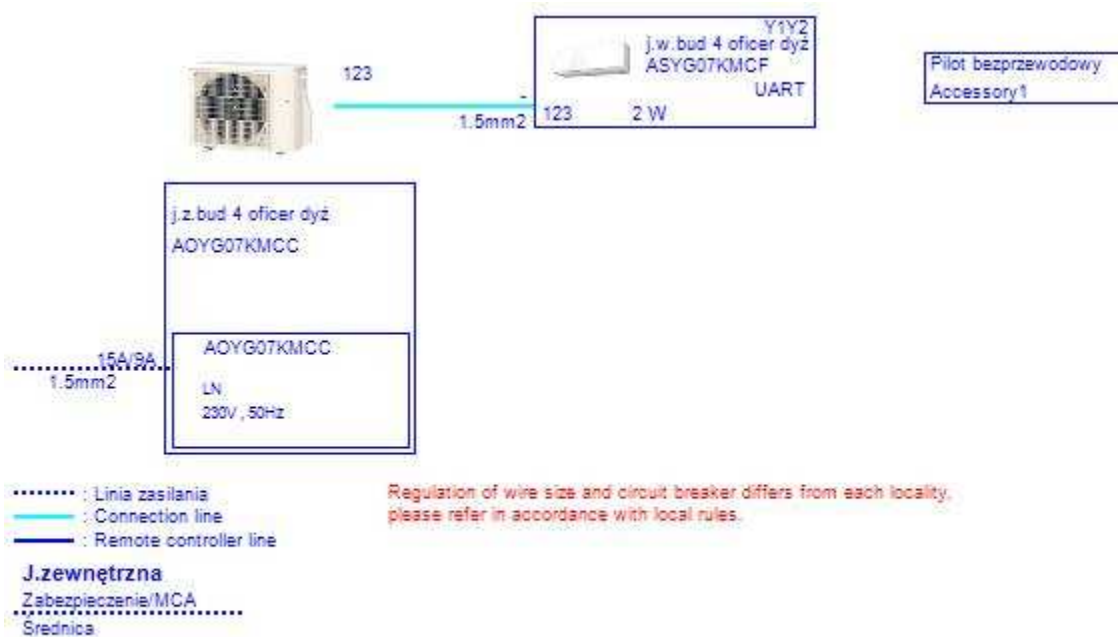 Y1Y2
j.w.bud 4 oficer dyż
ASYG07KMCF
UART
123
-
1.5mm2
123 2 W
Pilot bezprzewodowy
Accessory1
j.z.bud 4 oficer dyż
AOYG07KMCC
15A/9A
1.5mm2
AOYG07KMCC
LN
230V , 50Hz
: Linia zasilania
: Connection line
: Remote controller line
Regulation of wire size and circuit breaker differs from each locality,
please refer in accordance with local rules.
J.zewnętrzna
Zabezpieczenie/MCA
Średnica